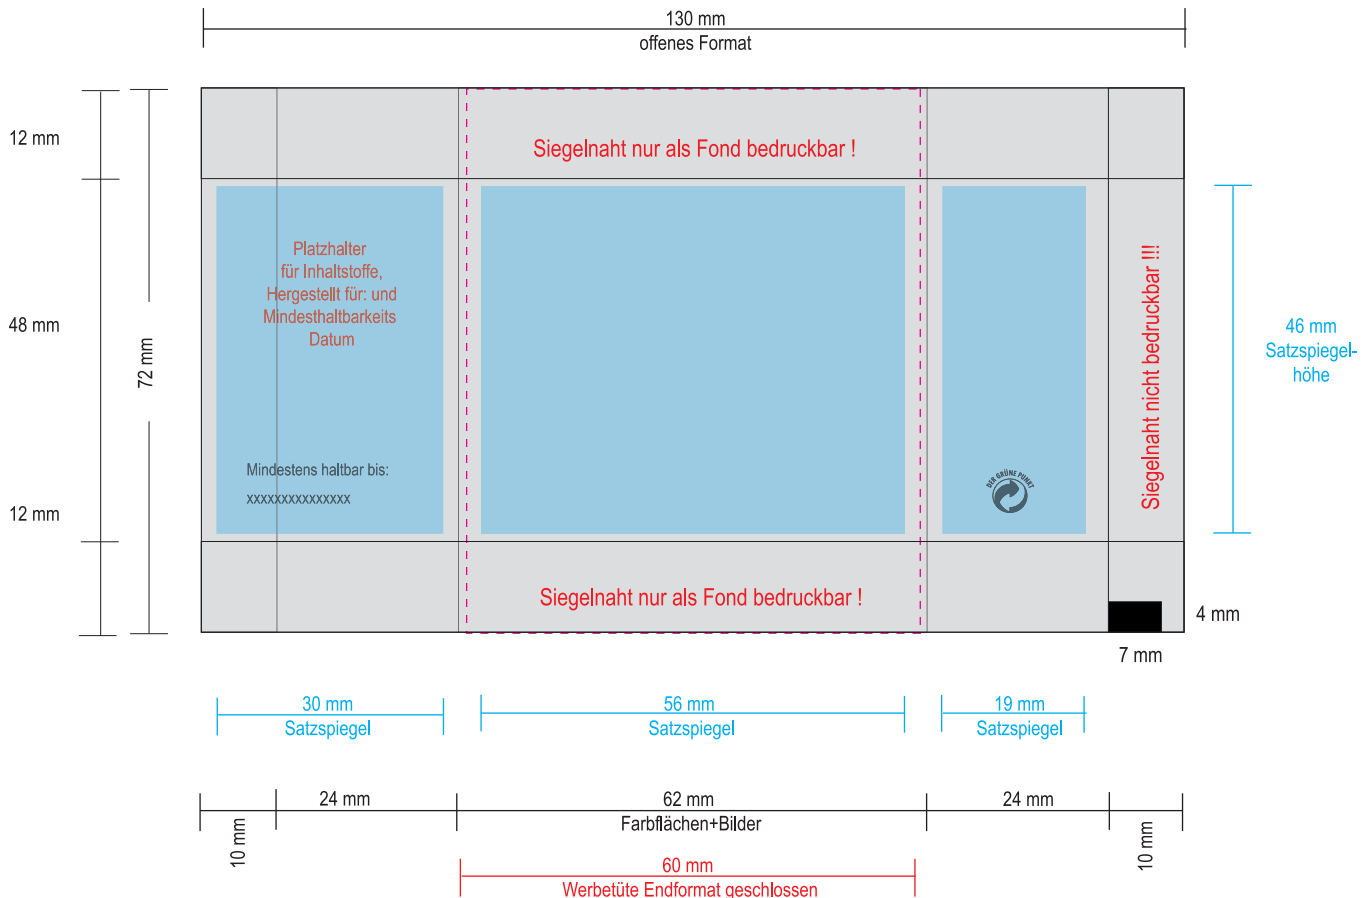 130 mm
offenes Format
12 mm
48 mm
12 mm
72 mm
Siegelnaht nur als Fond bedruckbar !
Platzhalter
für Inhaltstoffe,
Hergestellt für: und
Mindesthaltbarkeits
Datum
Mindestens haltbar bis:
xxxxxxxxxxxxxxx
DER GRÜNE PUNKT
Siegelnaht nicht bedruckbar !!!
46 mm
Satzspiegel-
höhe
Siegelnaht nur als Fond bedruckbar !
4 mm
7 mm
30 mm
Satzspiegel
56 mm
Satzspiegel
19 mm
Satzspiegel
10 mm
24 mm
62 mm
Farbflächen+Bilder
24 mm
10 mm
60 mm
Werbetüte Endformat geschlossen